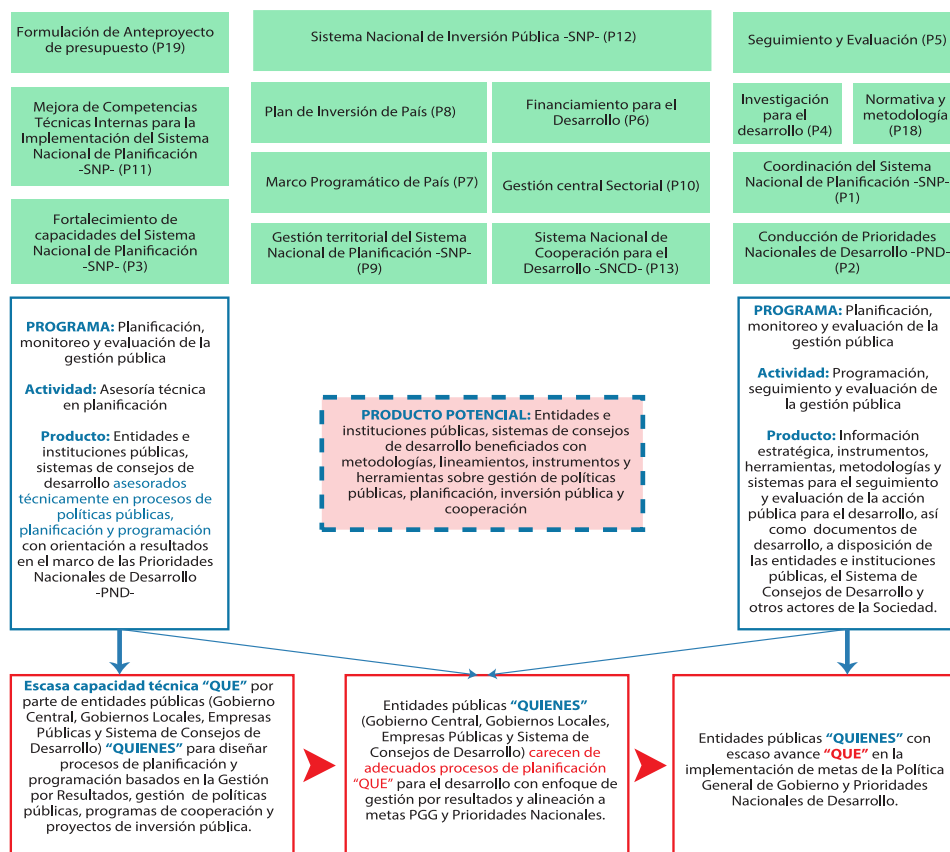 Formulación de Anteproyecto
de presupuesto (P19)
Sistema Nacional de Inversión Pública -SNP- (P12)
Seguimiento y Evaluación (P5)
Mejora de Competencias
Técnicas Internas para la
Implementación del Sistema
Nacional de Planificación
-SNP- (P11)
Plan de Inversión de País (P8)
Financiamiento para el
Desarrollo (P6)
Investigación
para el
desarrollo (P4)
Normativa y
metodología
(P18)
Marco Programático de País (P7)
Gestión central Sectorial (P10)
Coordinación del Sistema
Nacional de Planificación -SNP-
(P1)
Fortalecimiento de
capacidades del Sistema
Nacional de Planificación
-SNP- (P3)
Gestión territorial del Sistema
Nacional de Planificación -SNP-
(P9)
Sistema Nacional de
Cooperación para el
Desarrollo -SNCD- (P13)
Conducción de Prioridades
Nacionales de Desarrollo -PND-
(P2)
PROGRAMA: Planificación,
monitoreo y evaluación de la
gestión pública
Actividad: Asesoría técnica
en planificación
Producto: Entidades e
instituciones públicas,
sistemas de consejos de
desarrollo asesorados
técnicamente en procesos de
políticas públicas,
planificación y programación
con orientación a resultados
en el marco de las Prioridades
Nacionales de Desarrollo
-PND-
PRODUCTO POTENCIAL: Entidades e
instituciones públicas, sistemas de consejos
de desarrollo beneficiados con
metodologías, lineamientos, instrumentos y
herramientas sobre gestión de políticas
públicas, planificación, inversión pública y
cooperación
PROGRAMA: Planificación,
monitoreo y evaluación de la
gestión pública
Actividad: Programación,
seguimiento y evaluación de
la gestión pública
Producto: Información
estratégica, instrumentos,
herramientas, metodologías y
sistemas para el seguimiento
y evaluación de la acción
pública para el desarrollo, así
como documentos de
desarrollo, a disposición de
las entidades e instituciones
públicas, el Sistema de
Consejos de Desarrollo y
otros actores de la Sociedad.
Escasa capacidad técnica “QUE” por
parte de entidades públicas (Gobierno
Central, Gobiernos Locales, Empresas
Públicas y Sistema de Consejos de
Desarrollo) “QUIENES” para diseñar
procesos de planificación y
programación basados en la Gestión
por Resultados, gestión de políticas
públicas, programas de cooperación y
proyectos de inversión pública.
Entidades públicas “QUIENES”
(Gobierno Central, Gobiernos Locales,
Empresas Públicas y Sistema de
Consejos de Desarrollo) carecen de
adecuados procesos de planificación
“QUE” para el desarrollo con enfoque de
gestión por resultados y alineación a
metas PGG y Prioridades Nacionales.
Entidades públicas “QUIENES” con
escaso avance “QUE” en la
implementación de metas de la Política
General de Gobierno y Prioridades
Nacionales de Desarrollo.